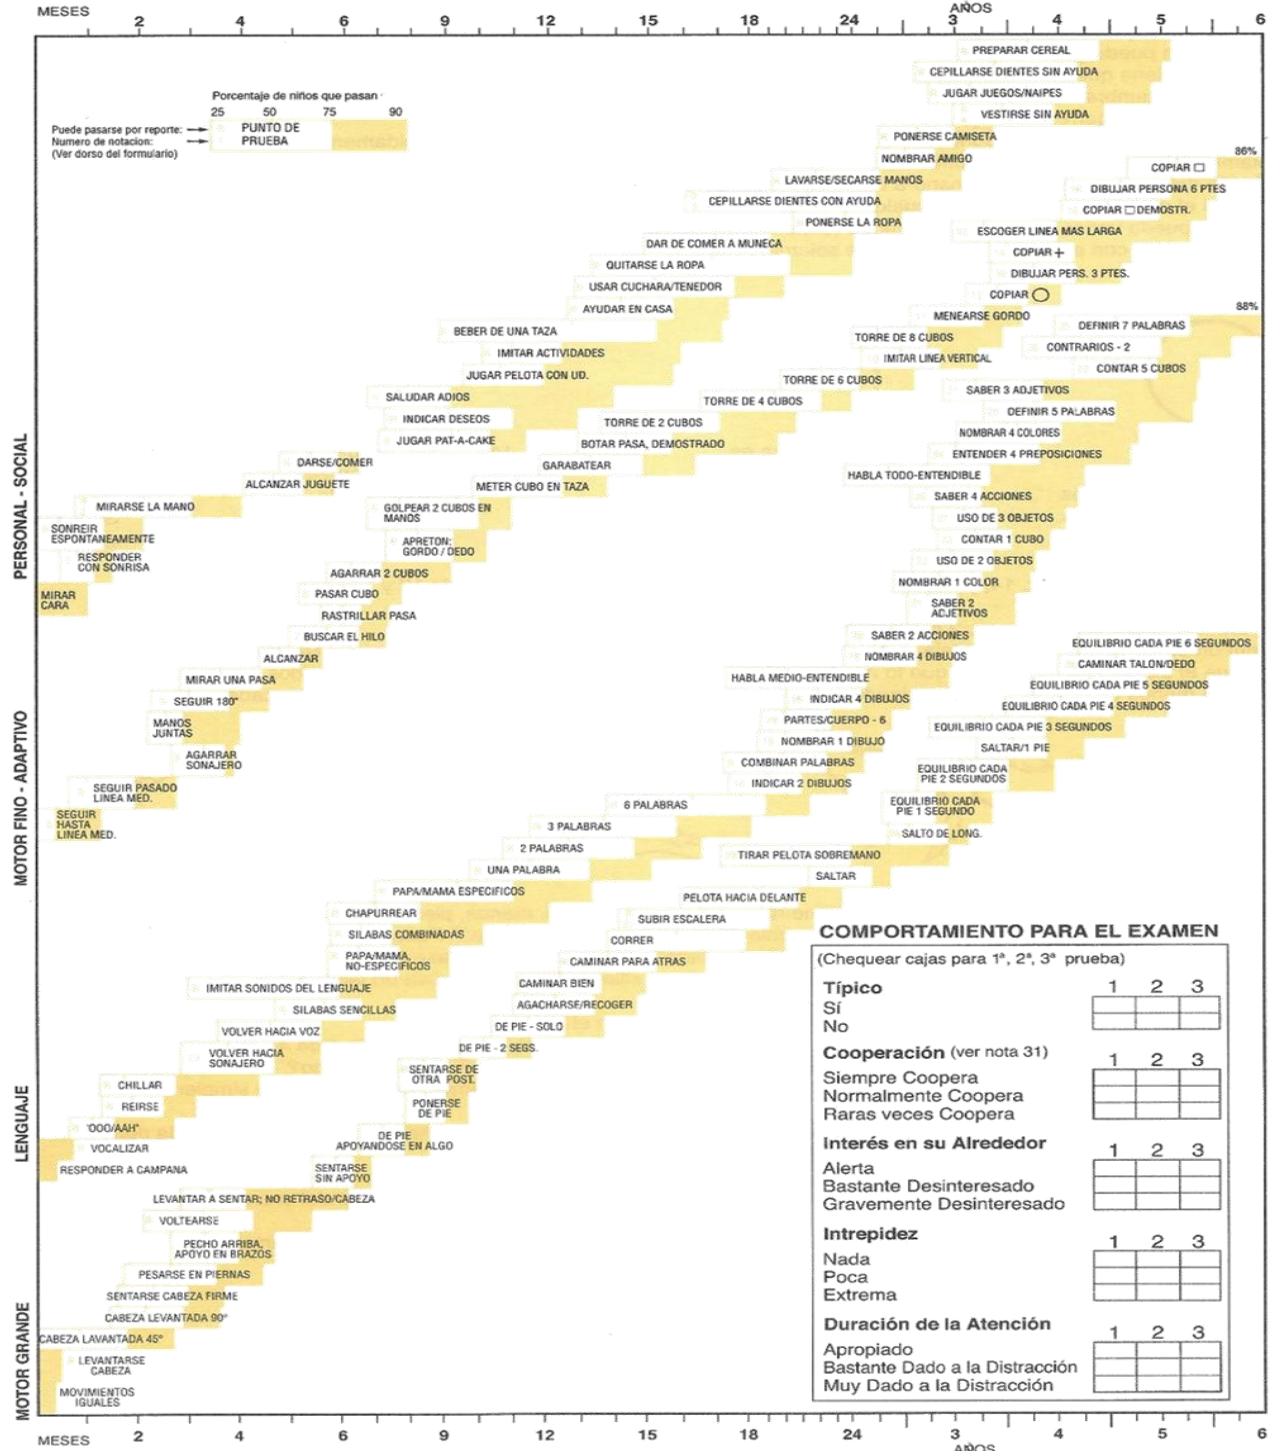 MESES
AÑOS
2 4 6 9 12 15 18 24 3 4 5 6
Porcentaje de niños que pasan
25 50 75 90
Puede pasarse por reporte:
Numero de notacion:
(Ver dorso del formulario)
PUNTO DE
PRUEBA
PREPARAR CEREAL
CEPILLARSE DIENTES SIN AYUDA
JUGAR JUEGOS/NAIPES
VESTIRSE SIN AYUDA
PONERSE CAMISETA
NOMBRAR AMIGO
LAVARSE/SECARSE MANOS
CEPILLARSE DIENTES CON AYUDA
PONERSE LA ROPA
DAR DE COMER A MUNECA
QUITARSE LA ROPA
USAR CUCHARA/TENEDOR
AYUDAR EN CASA
BEBER DE UNA TAZA
IMITAR ACTIVIDADES
JUGAR PELOTA CON UD.
SALUDAR ADIOS
INDICAR DESEOS
JUGAR PAT-A-CAKE
DARSE/COMER
ALCANZAR JUGUETE
MIRARSE LA MANO
SONREIR
ESPONTANEAMENTE
RESPONDER
CON SONRISA
MIRAR
CARA
PERSONAL - SOCIAL
86%
COPIAR □
DIBUJAR PERSONA 6 PTES
COPIAR □ DEMOSTR.
ESCOGER LINEA MAS LARGA
COPIAR +
DIBUJAR PERS. 3 PTES.
COPIAR ○
MENEARSE GORDO
TORRE DE 8 CUBOS
IMITAR LINEA VERTICAL
TORRE DE 6 CUBOS
TORRE DE 4 CUBOS
TORRE DE 2 CUBOS
BOTAR PASA, DEMOSTRADO
GARABATEAR
METER CUBO EN TAZA
GOLPEAR 2 CUBOS EN
MANOS
APRETON:
GORDO / DEDO
AGARRAR 2 CUBOS
PASAR CUBO
RASTRILLAR PASA
BUSCAR EL HILO
ALCANZAR
MIRAR UNA PASA
SEGUIR 180°
MANOS
JUNTAS
AGARRAR
SONAJERO
SEGUIR PASADO
LINEA MED.
SEGUIR
HASTA
LINEA MED.
MOTOR FINO - ADAPTIVO
88%
DEFINIR 7 PALABRAS
CONTRARIOS - 2
CONTAR 5 CUBOS
SABER 3 ADJETIVOS
DEFINIR 5 PALABRAS
NOMBRAR 4 COLORES
ENTENDER 4 PREPOSICIONES
HABLA TODO-ENTENDIBLE
SABER 4 ACCIONES
USO DE 3 OBJETOS
CONTAR 1 CUBO
USO DE 2 OBJETOS
NOMBRAR 1 COLOR
SABER 2
ADJETIVOS
SABER 2 ACCIONES
NOMBRAR 4 DIBUJOS
HABLA MEDIO-ENTENDIBLE
INDICAR 4 DIBUJOS
PARTES/CUERPO - 6
NOMBRAR 1 DIBUJO
COMBINAR PALABRAS
INDICAR 2 DIBUJOS
6 PALABRAS
3 PALABRAS
2 PALABRAS
UNA PALABRA
PAPA/MAMA ESPECIFICOS
CHAPURREAR
SILABAS COMBINADAS
PAPA/MAMA,
NO-ESPECIFICOS
IMITAR SONIDOS DEL LENGUAJE
SILABAS SENCILLAS
VOLVER HACIA VOZ
VOLVER HACIA
SONAJERO
CHILLAR
REIRSE
"OOO/AAH"
VOCALIZAR
RESPONDER A CAMPANA
LENGUAJE
EQUILIBRIO CADA PIE 6 SEGUNDOS
CAMINAR TALON/DEDO
EQUILIBRIO CADA PIE 5 SEGUNDOS
EQUILIBRIO CADA PIE 4 SEGUNDOS
EQUILIBRIO CADA PIE 3 SEGUNDOS
SALTAR/1 PIE
EQUILIBRIO CADA
PIE 2 SEGUNDOS
EQUILIBRIO CADA
PIE 1 SEGUNDO
SALTO DE LONG.
TIRAR PELOTA SOBREMANO
SALTAR
PELOTA HACIA DELANTE
SUBIR ESCALERA
CORRER
CAMINAR PARA ATRAS
CAMINAR BIEN
AGACHARSE/RECOGER
DE PIE - SOLO
DE PIE - 2 SEGS.
SENTARSE DE
OTRA POST.
PONERSE
DE PIE
DE PIE
APOYANDOSE EN ALGO
SENTARSE
SIN APOYO
LEVANTAR A SENTAR; NO RETRASO/CABEZA
VOLTEARSE
PECHO ARRIBA,
APOYO EN BRAZOS
PESARSE EN PIERNAS
SENTARSE CABEZA FIRME
CABEZA LEVANTADA 90°
CABEZA LAVANTADA 45°
LEVANTARSE
CABEZA
MOVIMIENTOS
IGUALES
MOTOR GRANDE
COMPORTAMIENTO PARA EL EXAMEN
(Chequear cajas para 1ª, 2ª, 3ª prueba)
Típico 1 2 3
Sí
No
Cooperación (ver nota 31) 1 2 3
Siempre Coopera
Normalmente Coopera
Raras veces Coopera
Interés en su Alrededor 1 2 3
Alerta
Bastante Desinteresado
Gravemente Desinteresado
Intrepidez 1 2 3
Nada
Poca
Extrema
Duración de la Atención 1 2 3
Apropiado
Bastante Dado a la Distracción
Muy Dado a la Distracción
MESES 2 4 6 9 12 15 18 24 3 4 5 6
AÑOS